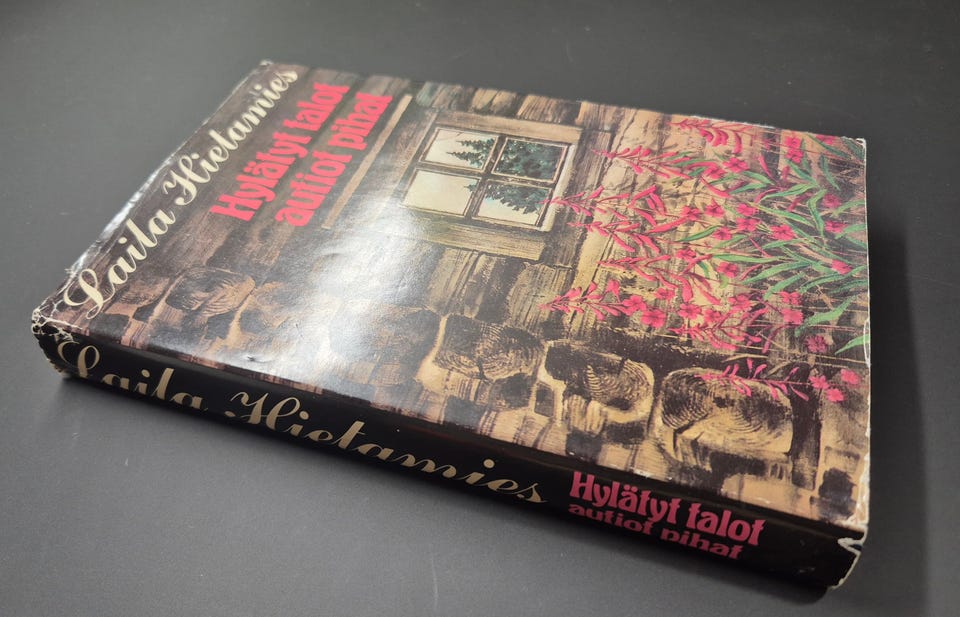 Laila Hietamies
Hylätyt talot
autiot pihat
Laila Hietamies
Hylätyt talot
autiot pihat